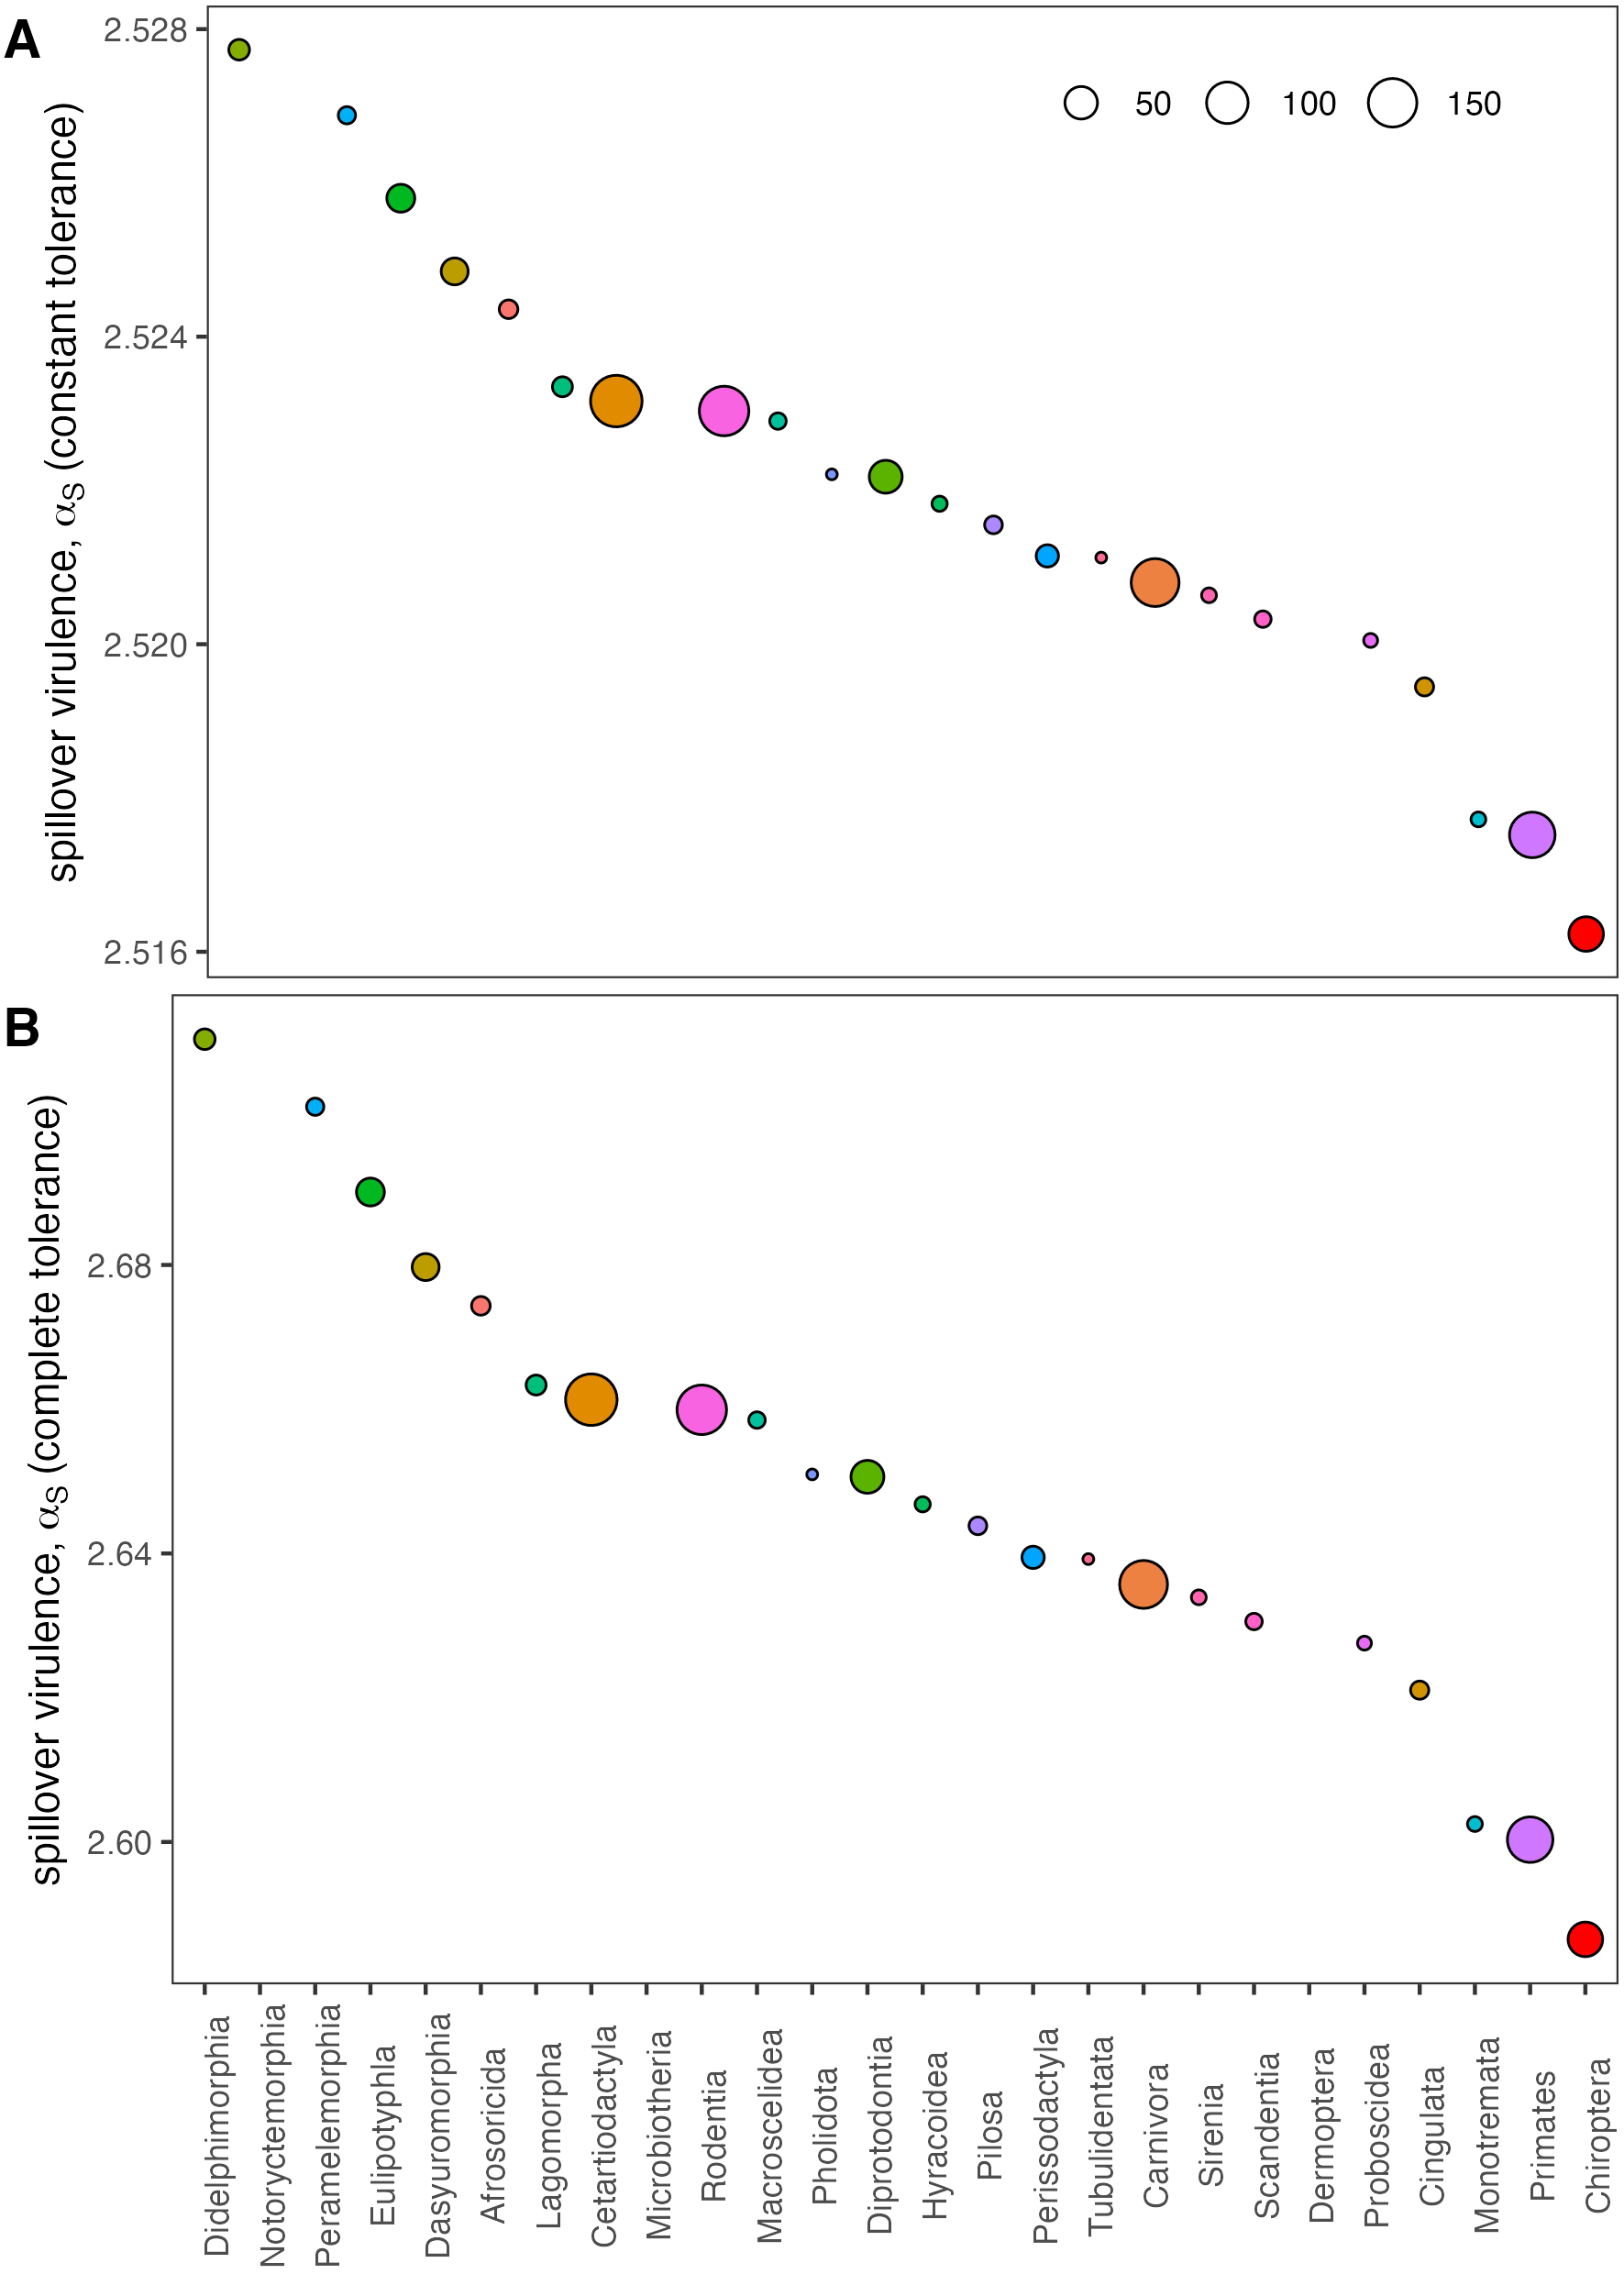 A
spillover virulence, αS (constant tolerance)
2.528
2.524
2.520
2.516
50 100 150
B
spillover virulence, αS (complete tolerance)
2.68
2.64
2.60
Didelphimorphia
Notoryctemorphia
Peramelemorphia
Eulipotyphla
Dasyuromorphia
Afrosoricida
Lagomorpha
Cetartiodactyla
Microbiotheria
Rodentia
Macroscelidea
Pholidota
Diprotodontia
Hyracoidea
Pilosa
Perissodactyla
Tubulidentata
Carnivora
Sirenia
Scandentia
Dermoptera
Proboscidea
Cingulata
Monotremata
Primates
Chiroptera